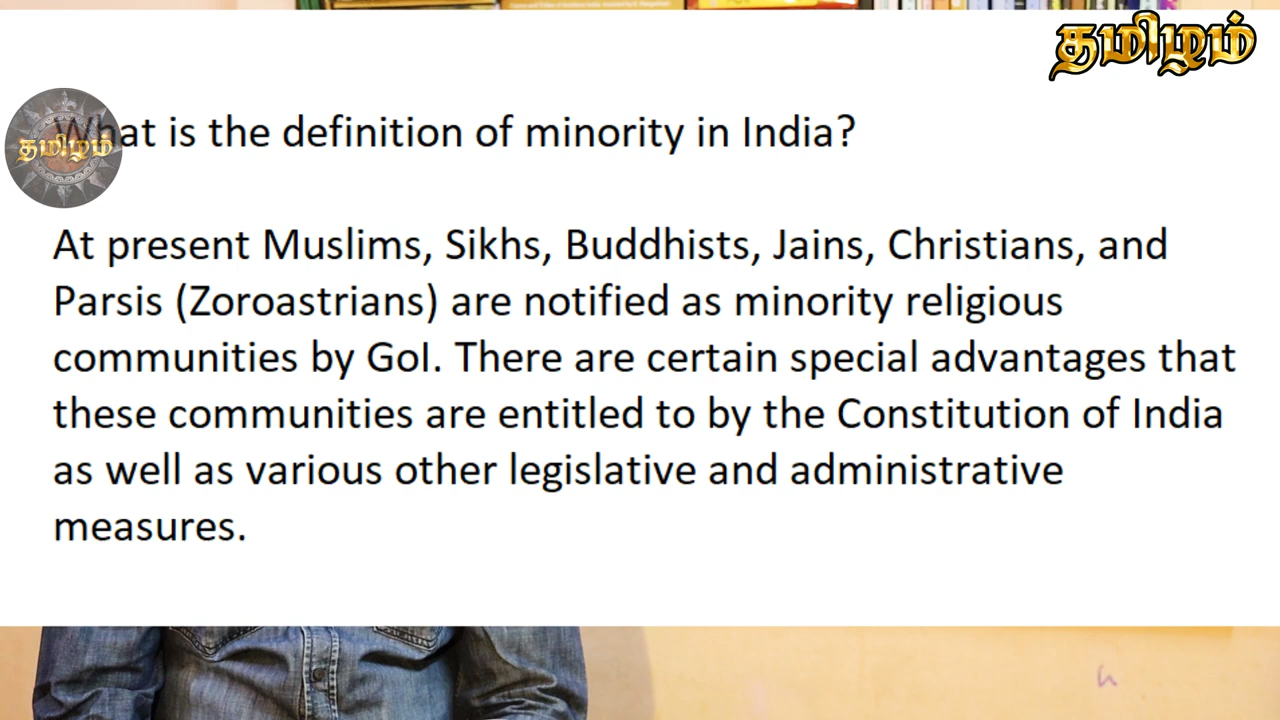 தமிழம்
What is the definition of minority in India?
தமிழம்
At present Muslims, Sikhs, Buddhists, Jains, Christians, and
Parsis (Zoroastrians) are notified as minority religious
communities by GoI. There are certain special advantages that
these communities are entitled to by the Constitution of India
as well as various other legislative and administrative
measures.